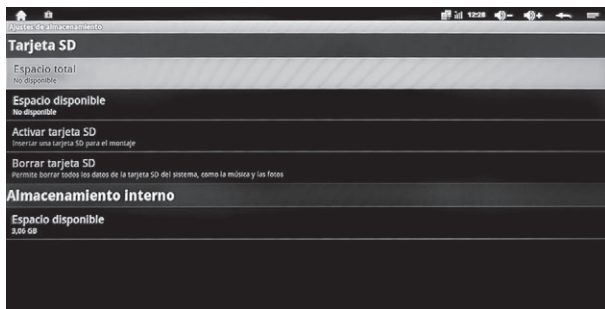 12:28
Ajustes de almacenamiento
Tarjeta SD
Espacio total
No disponible
Espacio disponible
No disponible
Activar tarjeta SD
Insertar una tarjeta SD para el montaje
Borrar tarjeta SD
Permite borrar todos los datos de la tarjeta SD del sistema, como la música y las fotos
Almacenamiento interno
Espacio disponible
3,06 GB